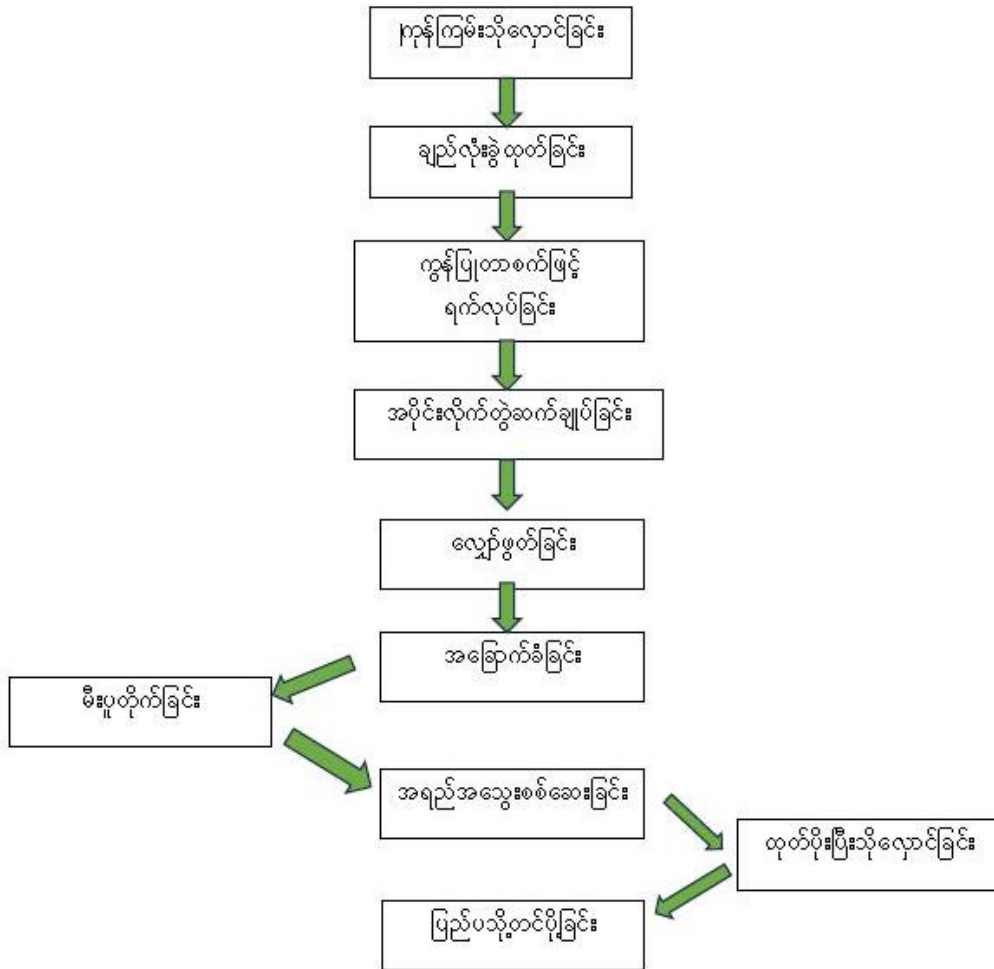 ကုန်ကြမ်းသိုလှောင်ခြင်း
ချည်လုံးခွဲထုတ်ခြင်း
ကွန်ပြုတာစက်ဖြင့်
ရက်လုပ်ခြင်း
အပိုင်းလိုက်တွဲဆက်ချုပ်ခြင်း
လျှော်ဖွတ်ခြင်း
အခြောက်ခံခြင်း
မီးပူတိုက်ခြင်း
အရည်အသွေးစစ်ဆေးခြင်း
ထုတ်ပိုးပြီးသိုလှောင်ခြင်း
ပြည်ပသို့တင်ပို့ခြင်း